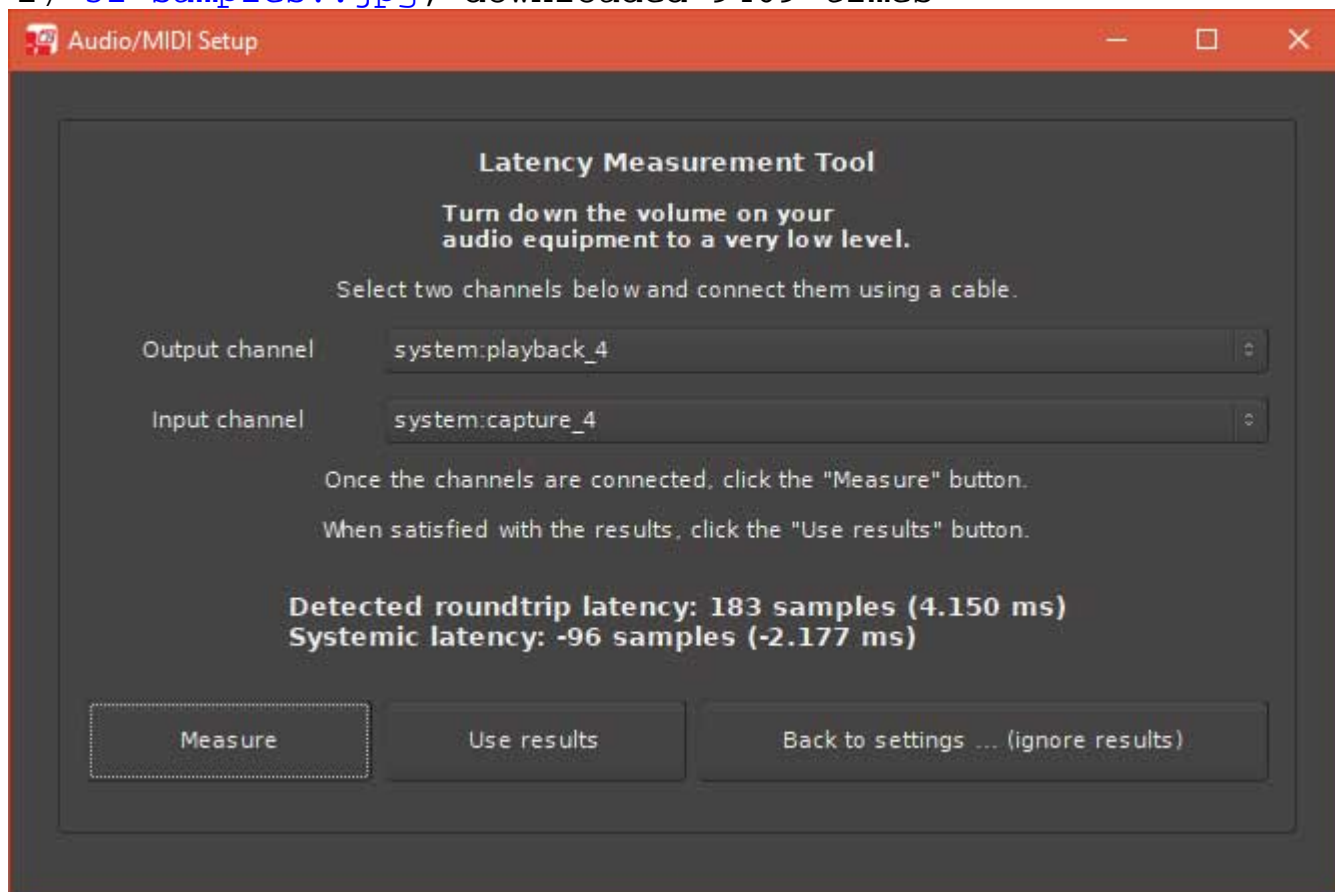 Audio/MIDI Setup
Latency Measurement Tool
Turn down the volume on your
audio equipment to a very low level.
Select two channels below and connect them using a cable.
Output channel system:playback_4
Input channel system:capture_4
Once the channels are connected, click the "Measure" button.
When satisfied with the results, click the "Use results" button.
Detected roundtrip latency: 183 samples (4.150 ms)
Systemic latency: -96 samples (-2.177 ms)
Measure Use results Back to settings ... (ignore results)